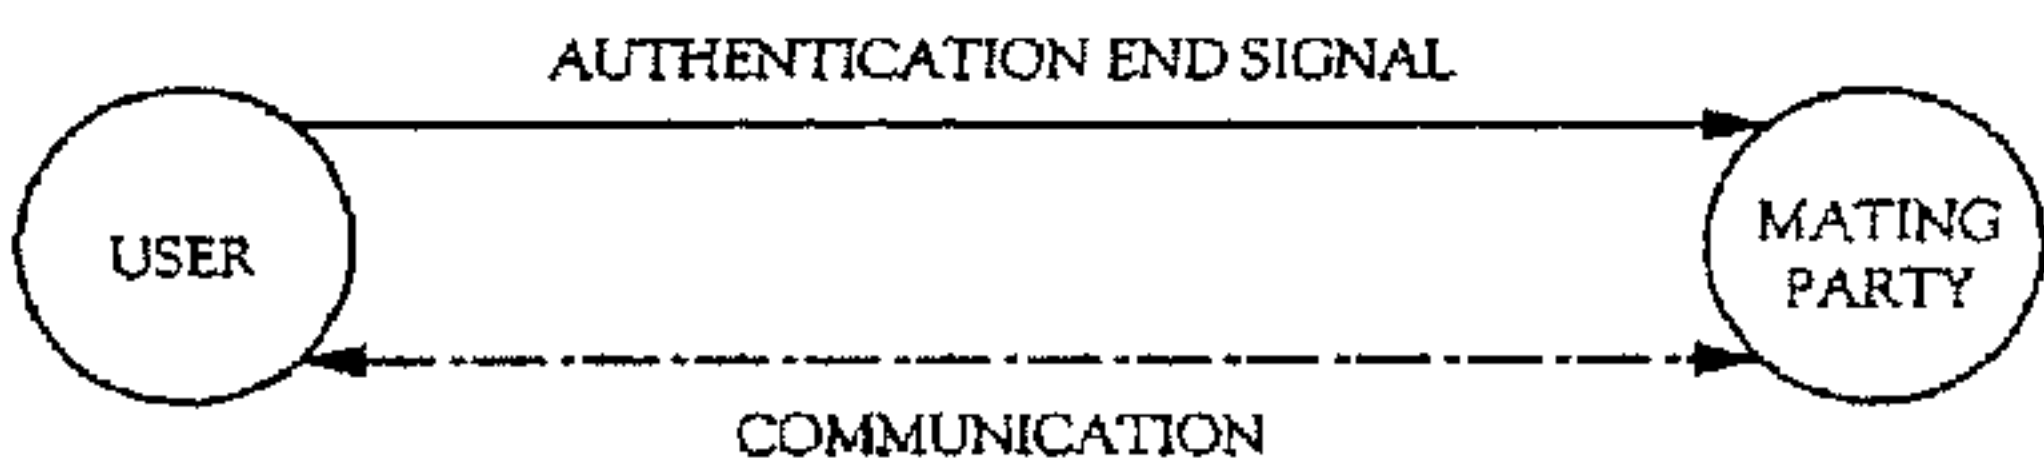 AUTHENTICATION END SIGNAL
USER
MATING
PARTY
COMMUNICATION